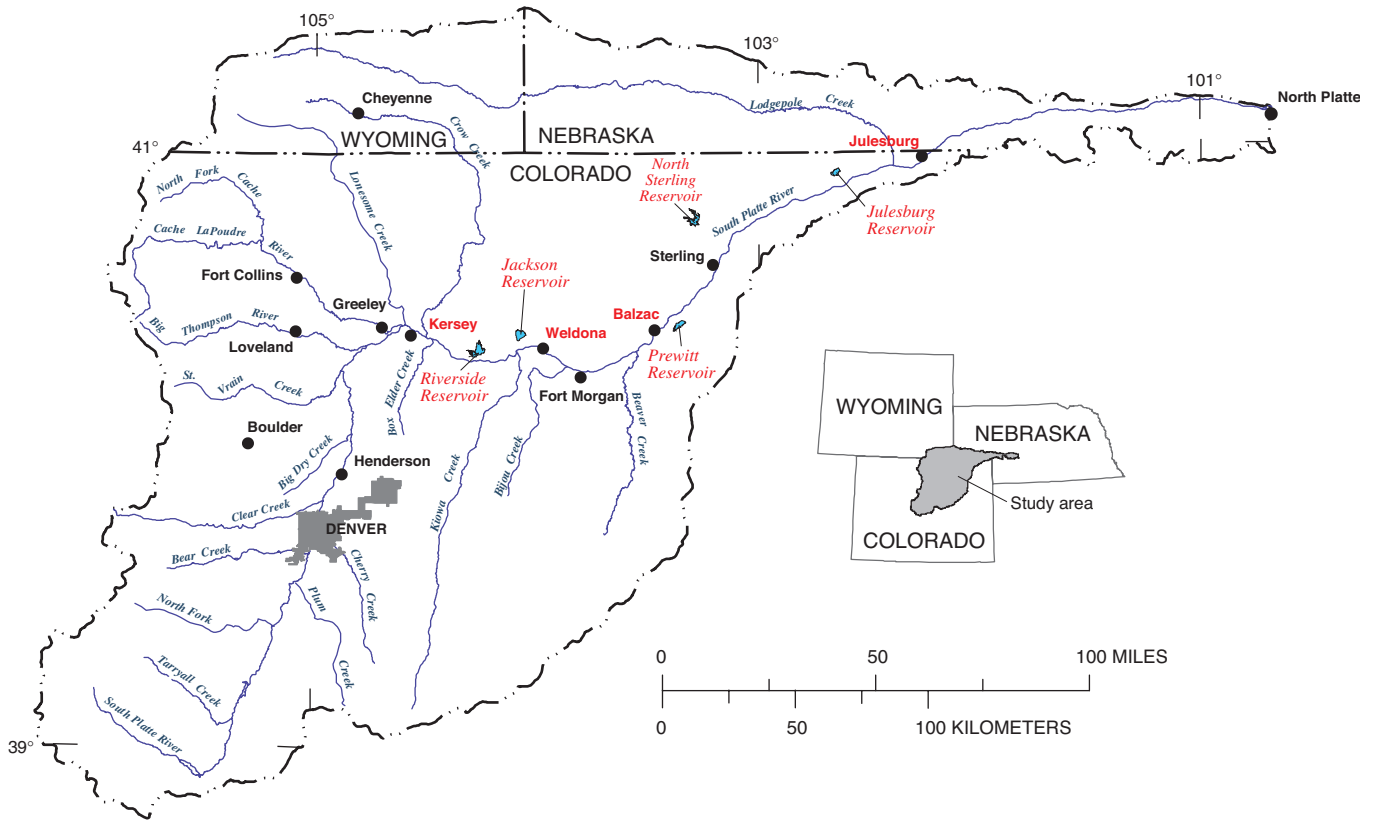 105°
103°
101°
Cheyenne
Lodgepole Creek
North Platte
Crow Creek
WYOMING
NEBRASKA
Julesburg
41°
COLORADO
North
Sterling
Reservoir
North Fork Cache
Lonesome Creek
South Platte River
Julesburg
Reservoir
Cache LaPoudre River
Sterling
Fort Collins
Jackson
Reservoir
Greeley
Big Thompson River
Kersey
Weldona
Balzac
Loveland
Prewitt
Reservoir
Riverside
Reservoir
Box Elder Creek
St. Vrain Creek
Fort Morgan
Beaver Creek
Boulder
Big Dry Creek
Henderson
Kiowa Creek
Bijou Creek
Clear Creek
DENVER
Bear Creek
Cherry Creek
Plum Creek
North Fork
Tarryall Creek
South Platte River
39°
WYOMING
NEBRASKA
Study area
COLORADO
0 50 100 MILES
0 50 100 KILOMETERS